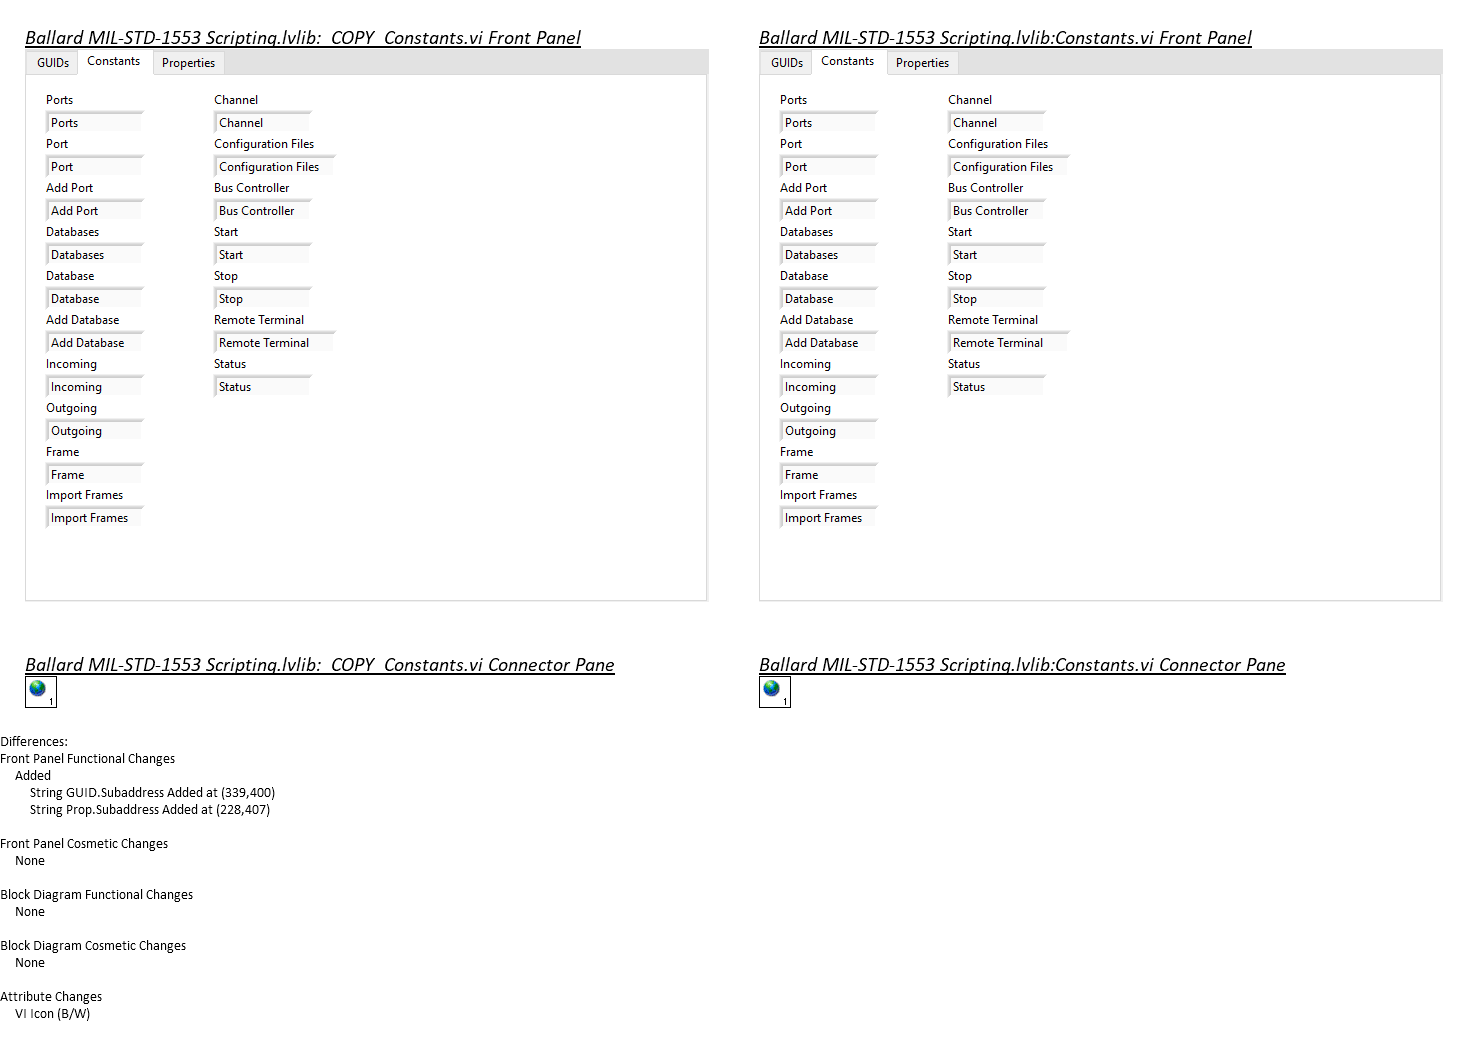 Ballard MIL-STD-1553 Scripting.lvlib:_COPY_Constants.vi Front Panel
GUIDs Constants Properties
Ports Channel
Ports Channel
Port Configuration Files
Port Configuration Files
Add Port Bus Controller
Add Port Bus Controller
Databases Start
Databases Start
Database Stop
Database Stop
Add Database Remote Terminal
Add Database Remote Terminal
Incoming Status
Incoming Status
Outgoing
Outgoing
Frame
Frame
Import Frames
Import Frames
Ballard MIL-STD-1553 Scripting.lvlib:Constants.vi Front Panel
GUIDs Constants Properties
Ports Channel
Ports Channel
Port Configuration Files
Port Configuration Files
Add Port Bus Controller
Add Port Bus Controller
Databases Start
Databases Start
Database Stop
Database Stop
Add Database Remote Terminal
Add Database Remote Terminal
Incoming Status
Incoming Status
Outgoing
Outgoing
Frame
Frame
Import Frames
Import Frames
Ballard MIL-STD-1553 Scripting.lvlib:_COPY_Constants.vi Connector Pane
1
Ballard MIL-STD-1553 Scripting.lvlib:Constants.vi Connector Pane
1
Differences:
Front Panel Functional Changes
Added
String GUID.Subaddress Added at (339,400)
String Prop.Subaddress Added at (228,407)
Front Panel Cosmetic Changes
None
Block Diagram Functional Changes
None
Block Diagram Cosmetic Changes
None
Attribute Changes
VI Icon (B/W)